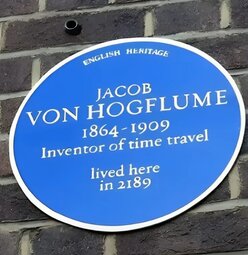 ENGLISH HERITAGE
JACOB
VON HOGFLUME
1864-1909
Inventor of time travel
lived here
in 2189